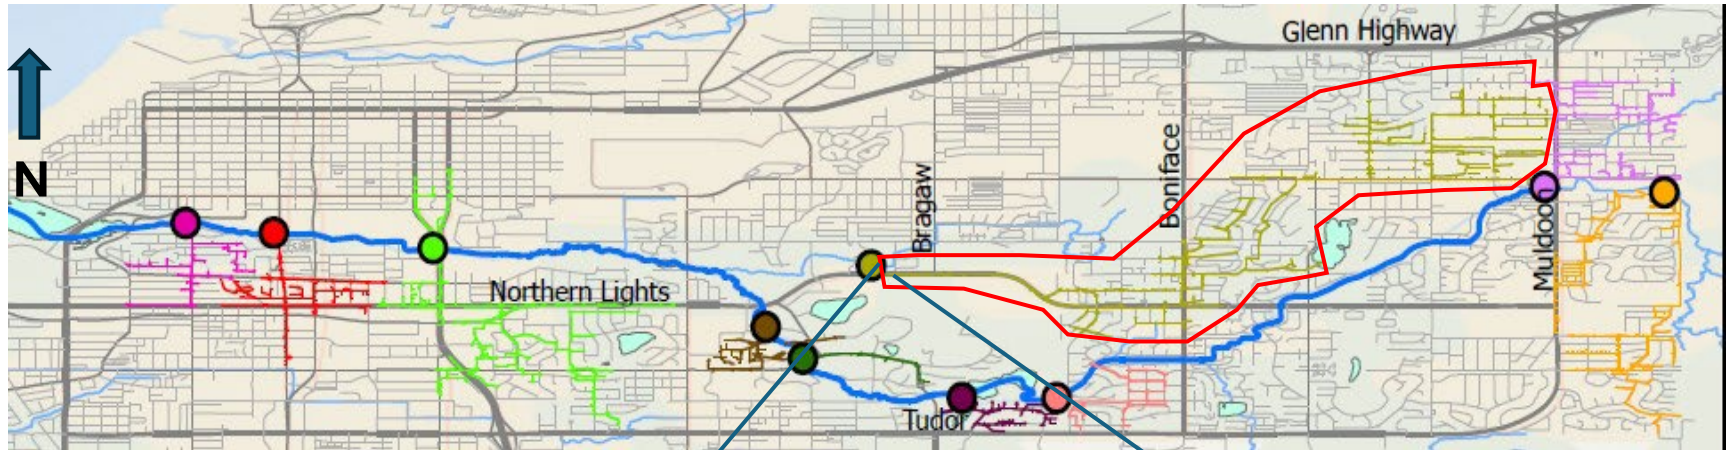 Glenn Highway
N
Boniface
Bragaw
Muldoon
Northern Lights
Tudor